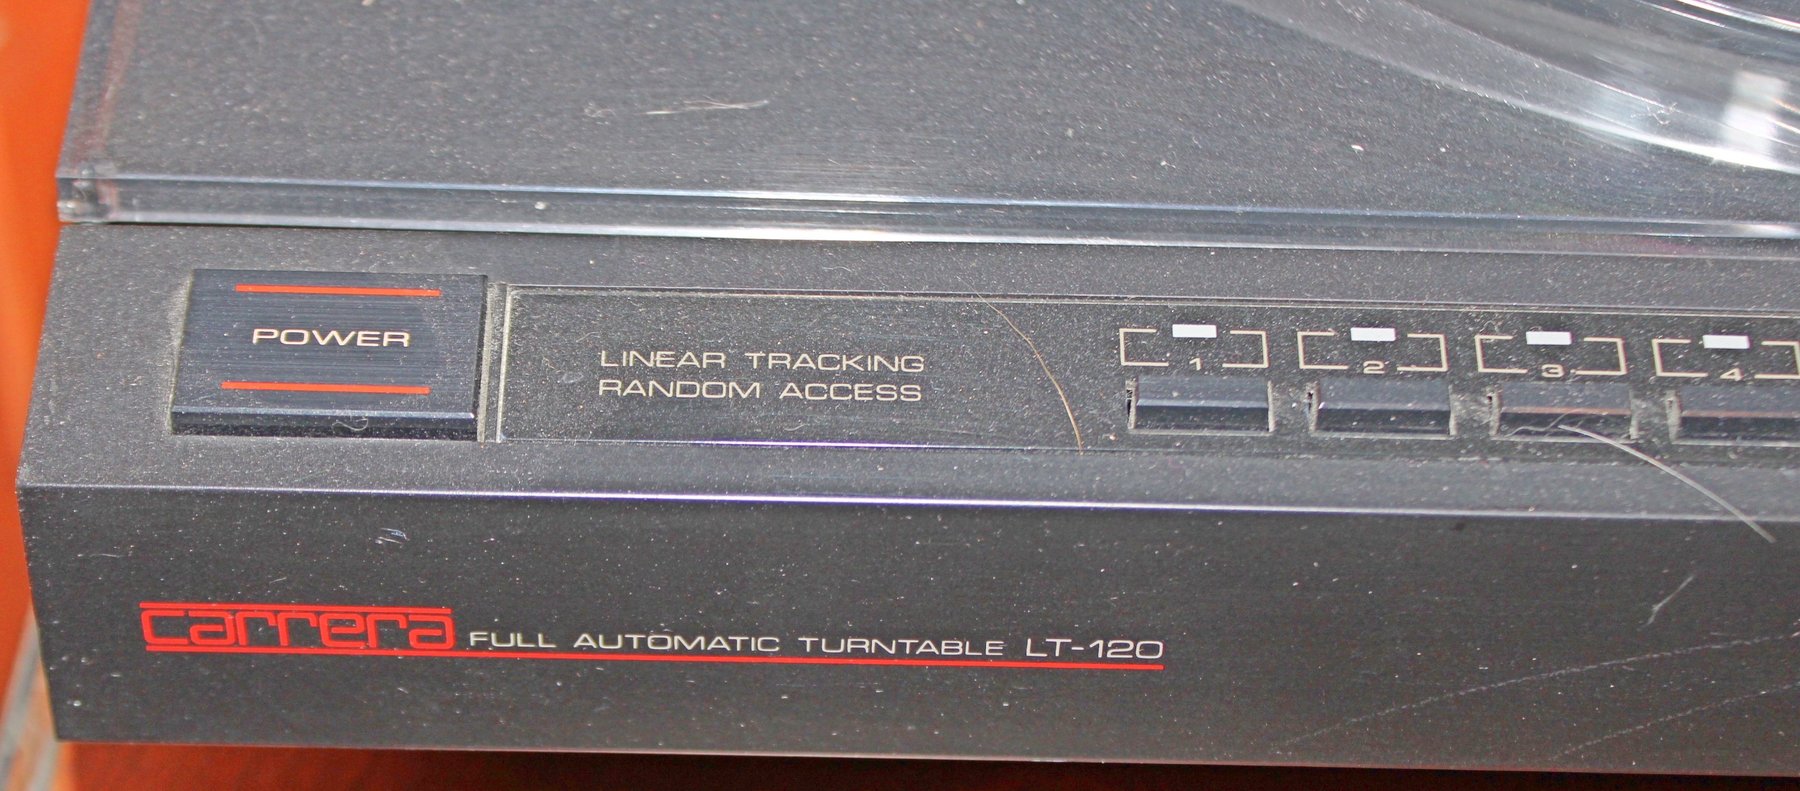 POWER
LINEAR TRACKING
RANDOM ACCESS
1 2 3 4
carrera FULL AUTOMATIC TURNTABLE LT-120